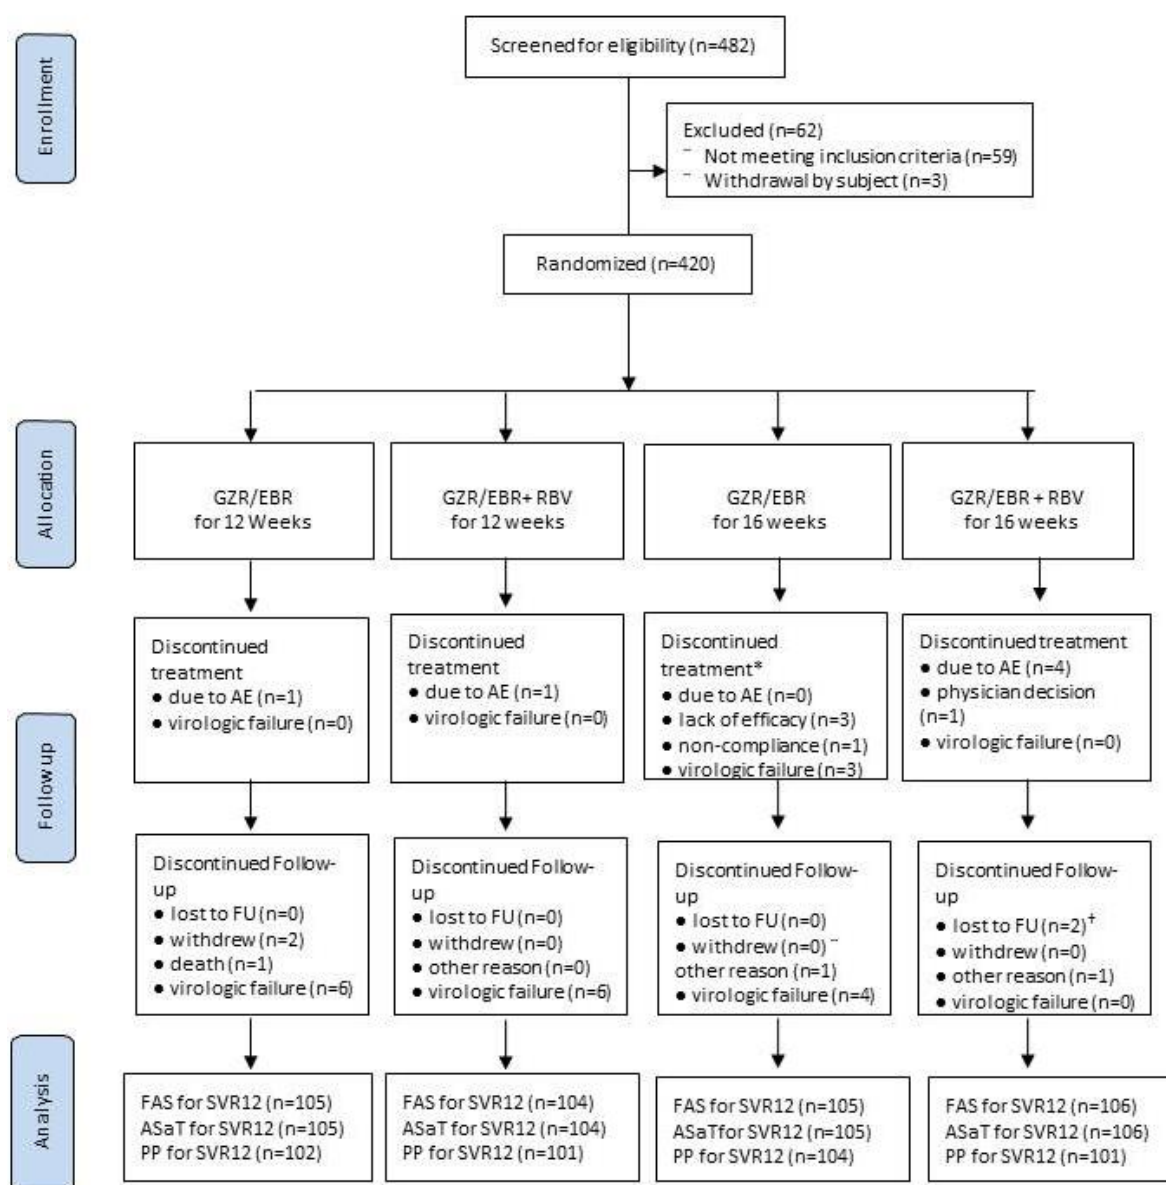 Enrollment
Screened for eligibility (n=482)
Excluded (n=62)
¯ Not meeting inclusion criteria (n=59)
¯ Withdrawal by subject (n=3)
Randomized (n=420)
Allocation
GZR/EBR
for 12 Weeks
GZR/EBR+ RBV
for 12 weeks
GZR/EBR
for 16 weeks
GZR/EBR + RBV
for 16 weeks
Follow up
Discontinued
treatment
● due to AE (n=1)
● virologic failure (n=0)
Discontinued
treatment
● due to AE (n=1)
● virologic failure (n=0)
Discontinued
treatment*
● due to AE (n=0)
● lack of efficacy (n=3)
● non-compliance (n=1)
● virologic failure (n=3)
Discontinued treatment
● due to AE (n=4)
● physician decision
(n=1)
● virologic failure (n=0)
Discontinued Follow-
up
● lost to FU (n=0)
● withdrew (n=2)
● death (n=1)
● virologic failure (n=6)
Discontinued Follow-
up
● lost to FU (n=0)
● withdrew (n=0)
● other reason (n=0)
● virologic failure (n=6)
Discontinued Follow-
up
● lost to FU (n=0)
● withdrew (n=0)¯
other reason (n=1)
● virologic failure (n=4)
Discontinued Follow-
up
● lost to FU (n=2)†
● withdrew (n=0)
● other reason (n=1)
● virologic failure (n=0)
Analysis
FAS for SVR12 (n=105)
ASaT for SVR12 (n=105)
PP for SVR12 (n=102)
FAS for SVR12 (n=104)
ASaT for SVR12 (n=104)
PP for SVR12 (n=101)
FAS for SVR12 (n=105)
ASaTfor SVR12 (n=105)
PP for SVR12 (n=104)
FAS for SVR12 (n=106)
ASaT for SVR12 (n=106)
PP for SVR12 (n=101)